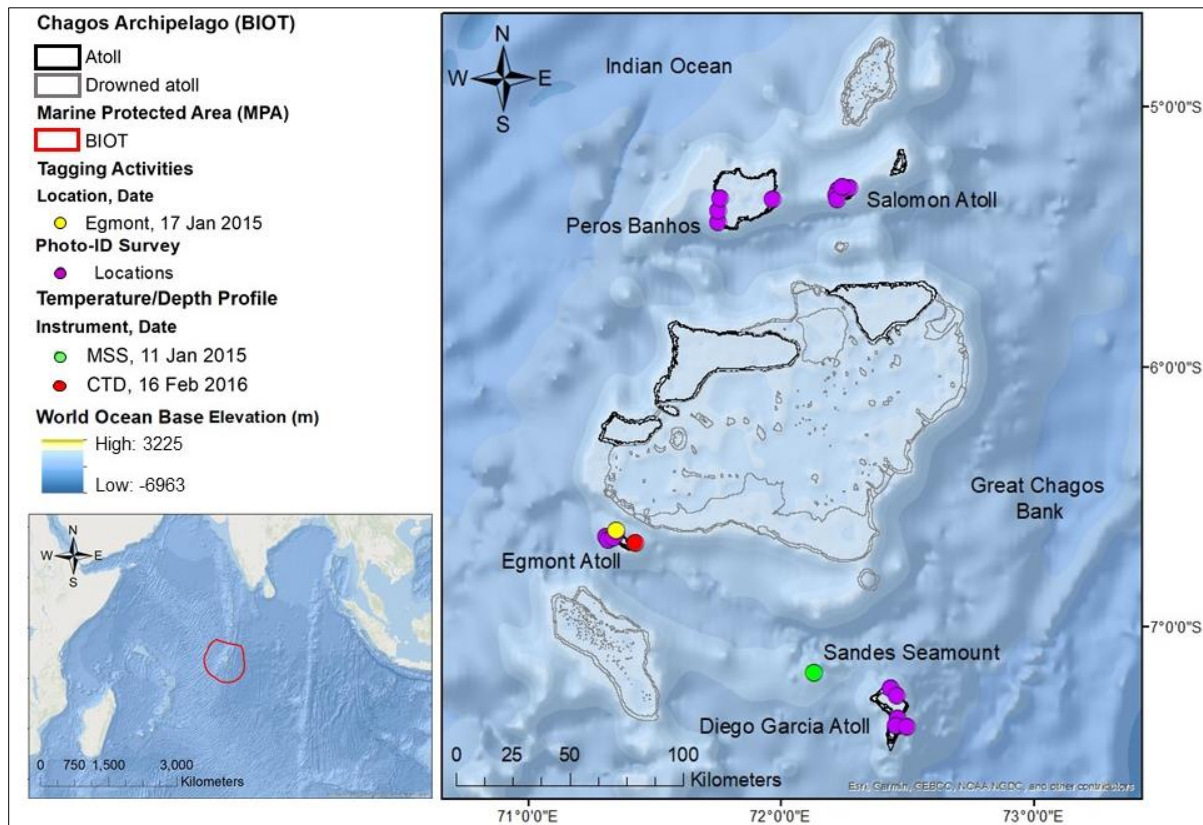 Chagos Archipelago (BIOT)
Atoll
Drowned atoll
Marine Protected Area (MPA)
BIOT
Tagging Activities
Location, Date
Egmont, 17 Jan 2015
Photo-ID Survey
Locations
Temperature/Depth Profile
Instrument, Date
MSS, 11 Jan 2015
CTD, 16 Feb 2016
World Ocean Base Elevation (m)
High: 3225
Low: -6963
N
W E
S
0 750 1,500 3,000
Kilometers
N
W E
S
Indian Ocean
Salomon Atoll
Peros Banhos
Great Chagos
Bank
Egmont Atoll
Sandes Seamount
Diego Garcia Atoll
0 25 50 100
Kilometers
Esri, Garmin, GEBCO, NOAA NGDC, and other contributors
5°0'0"S
6°0'0"S
7°0'0"S
71°0'0"E
72°0'0"E
73°0'0"E